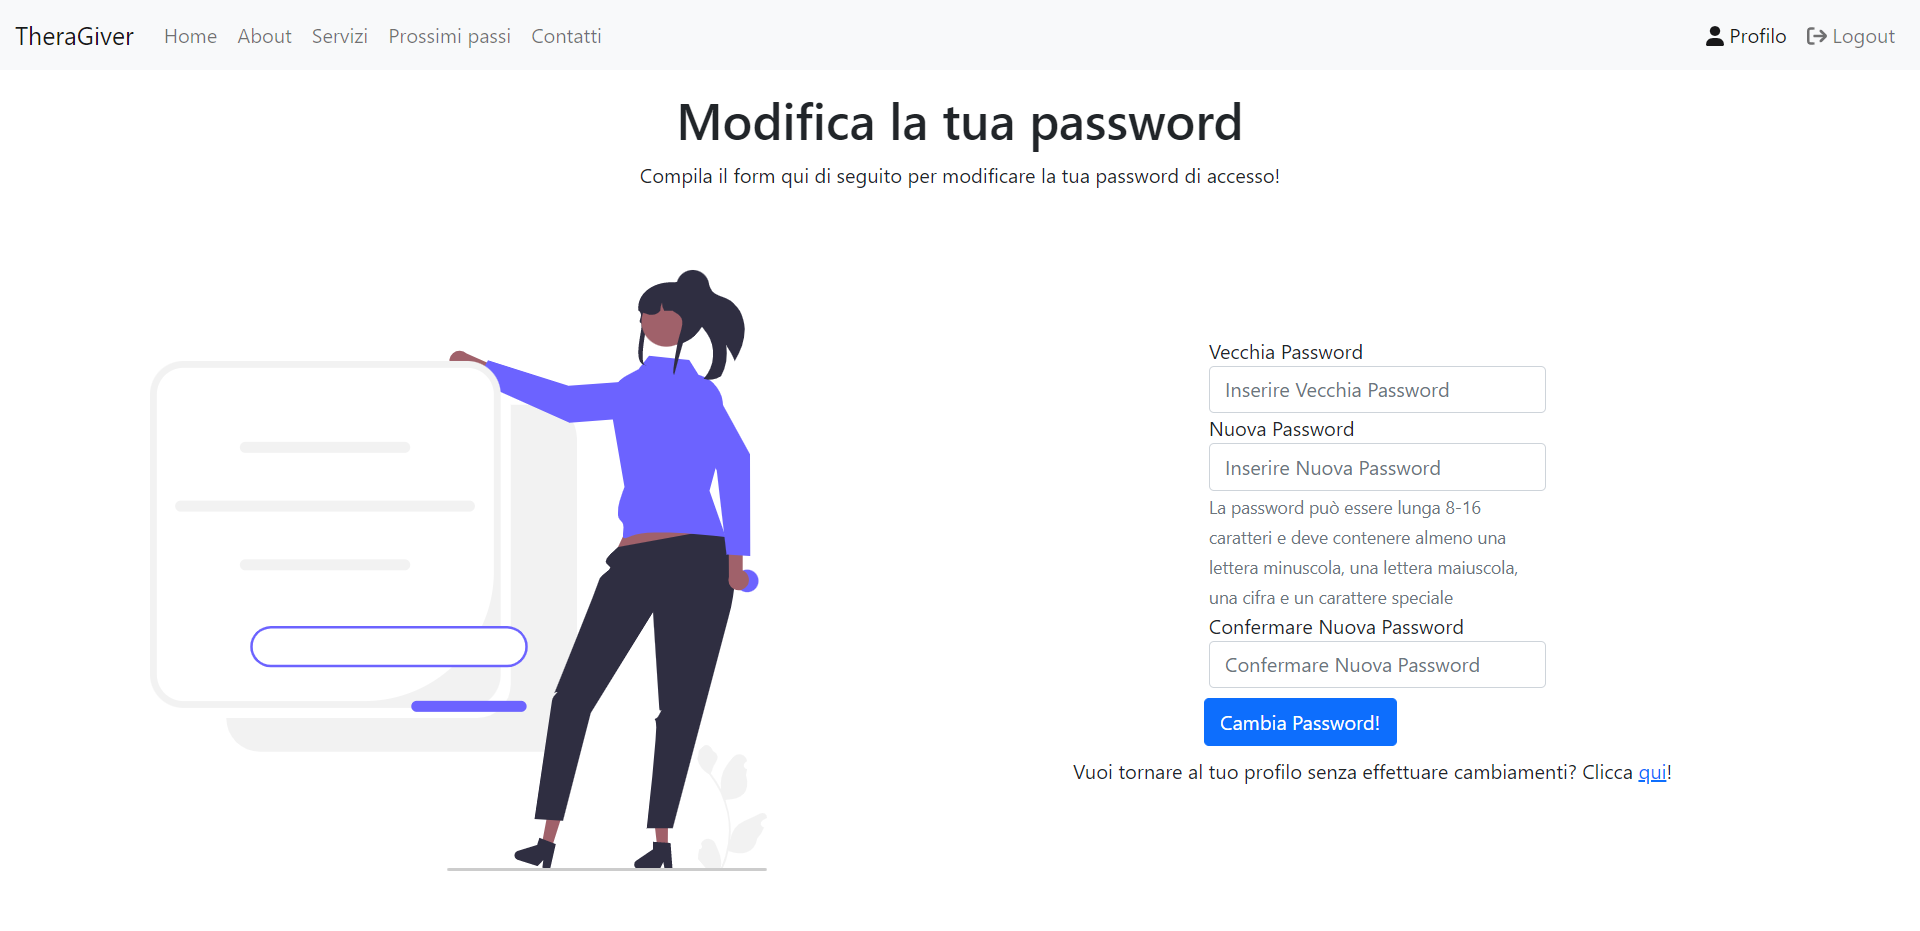 TheraGiver Home About Servizi Prossimi passi Contatti Profilo Logout
Modifica la tua password
Compila il form qui di seguito per modificare la tua password di accesso!
Vecchia Password
Inserire Vecchia Password
Nuova Password
Inserire Nuova Password
La password può essere lunga 8-16
caratteri e deve contenere almeno una
lettera minuscola, una lettera maiuscola,
una cifra e un carattere speciale
Confermare Nuova Password
Confermare Nuova Password
Cambia Password!
Vuoi tornare al tuo profilo senza effettuare cambiamenti? Clicca qui!